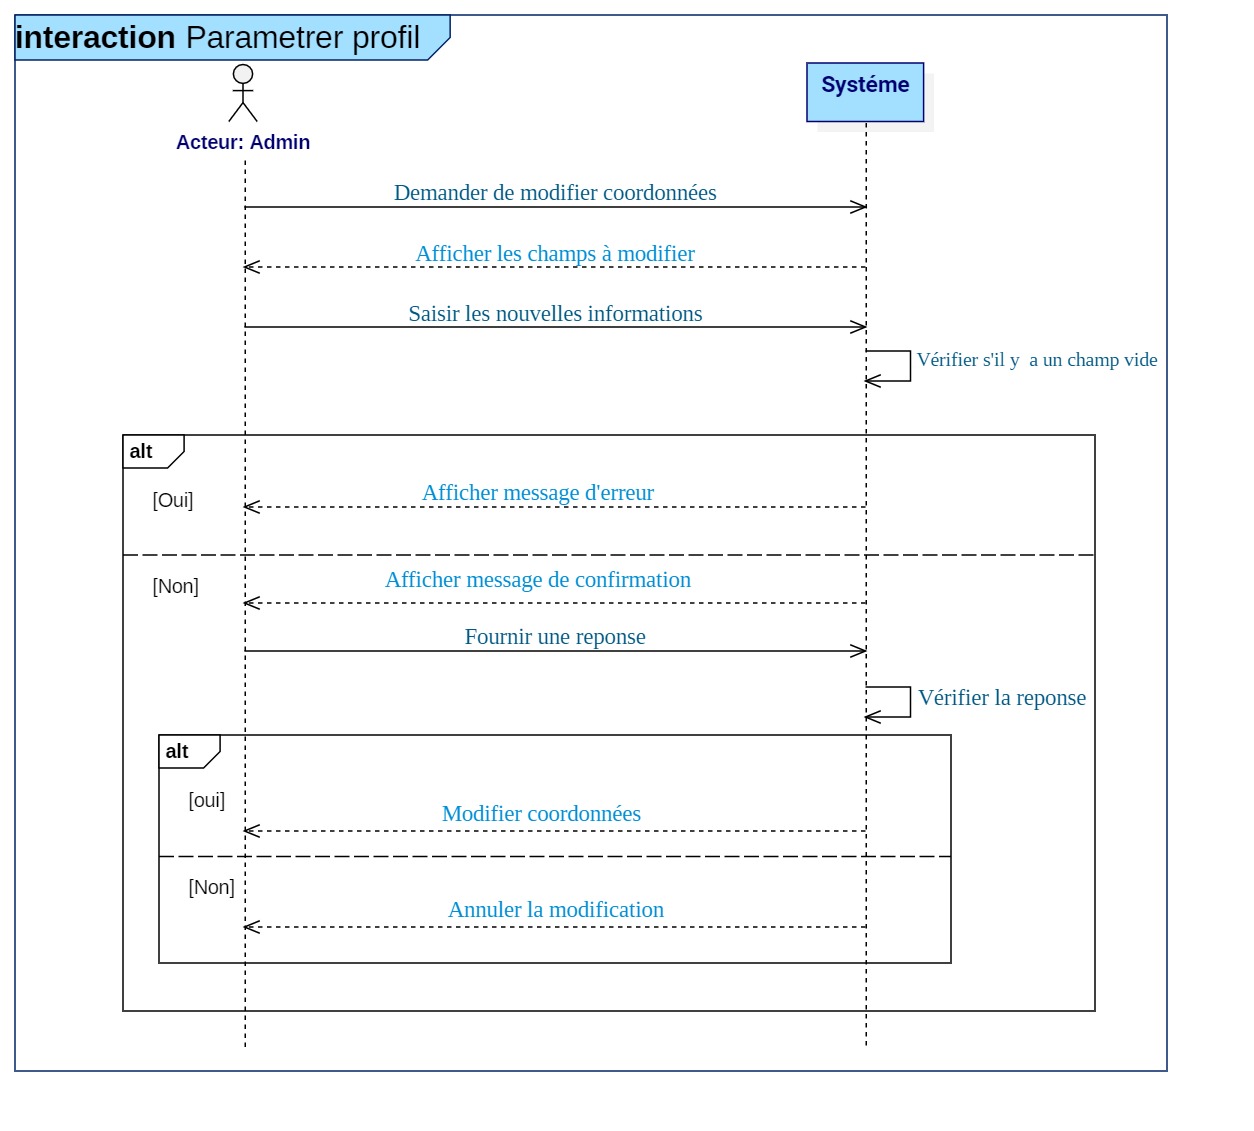 interaction Parametrer profil
Acteur: Admin
Systéme
Demander de modifier coordonnées
Afficher les champs à modifier
Saisir les nouvelles informations
Vérifier s'il y  a un champ vide
alt
[Oui]
Afficher message d'erreur
[Non]
Afficher message de confirmation
Fournir une reponse
Vérifier la reponse
alt
[oui]
Modifier coordonnées
[Non]
Annuler la modification